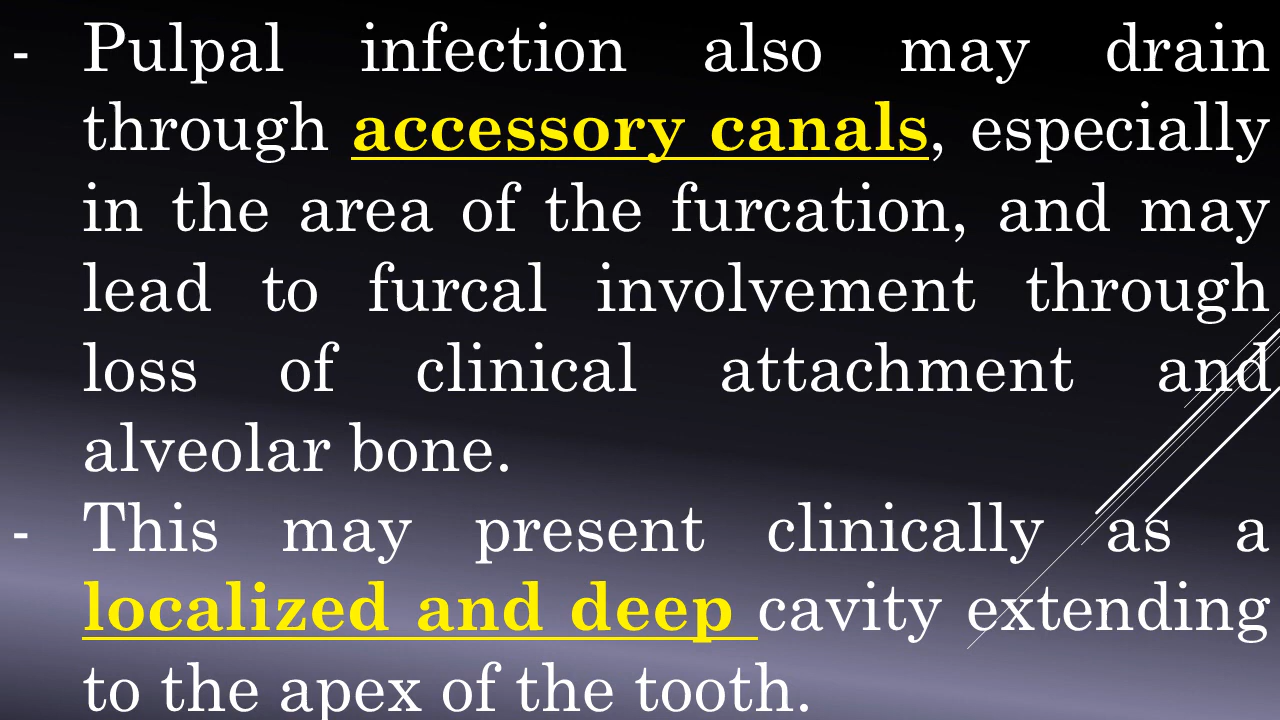 - Pulpal infection also may drain
through accessory canals, especially
in the area of the furcation, and may
lead to furcal involvement through
loss of clinical attachment and
alveolar bone.
- This may present clinically as a
localized and deep cavity extending
to the apex of the tooth.